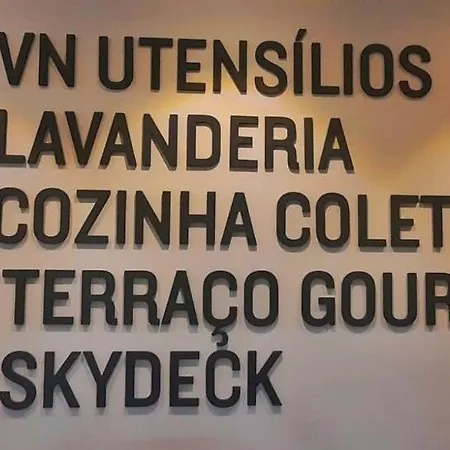 VN UTENSÍLIOS
LAVANDERIA
COZINHA COLET
TERRAÇO GOUR
SKYDECK